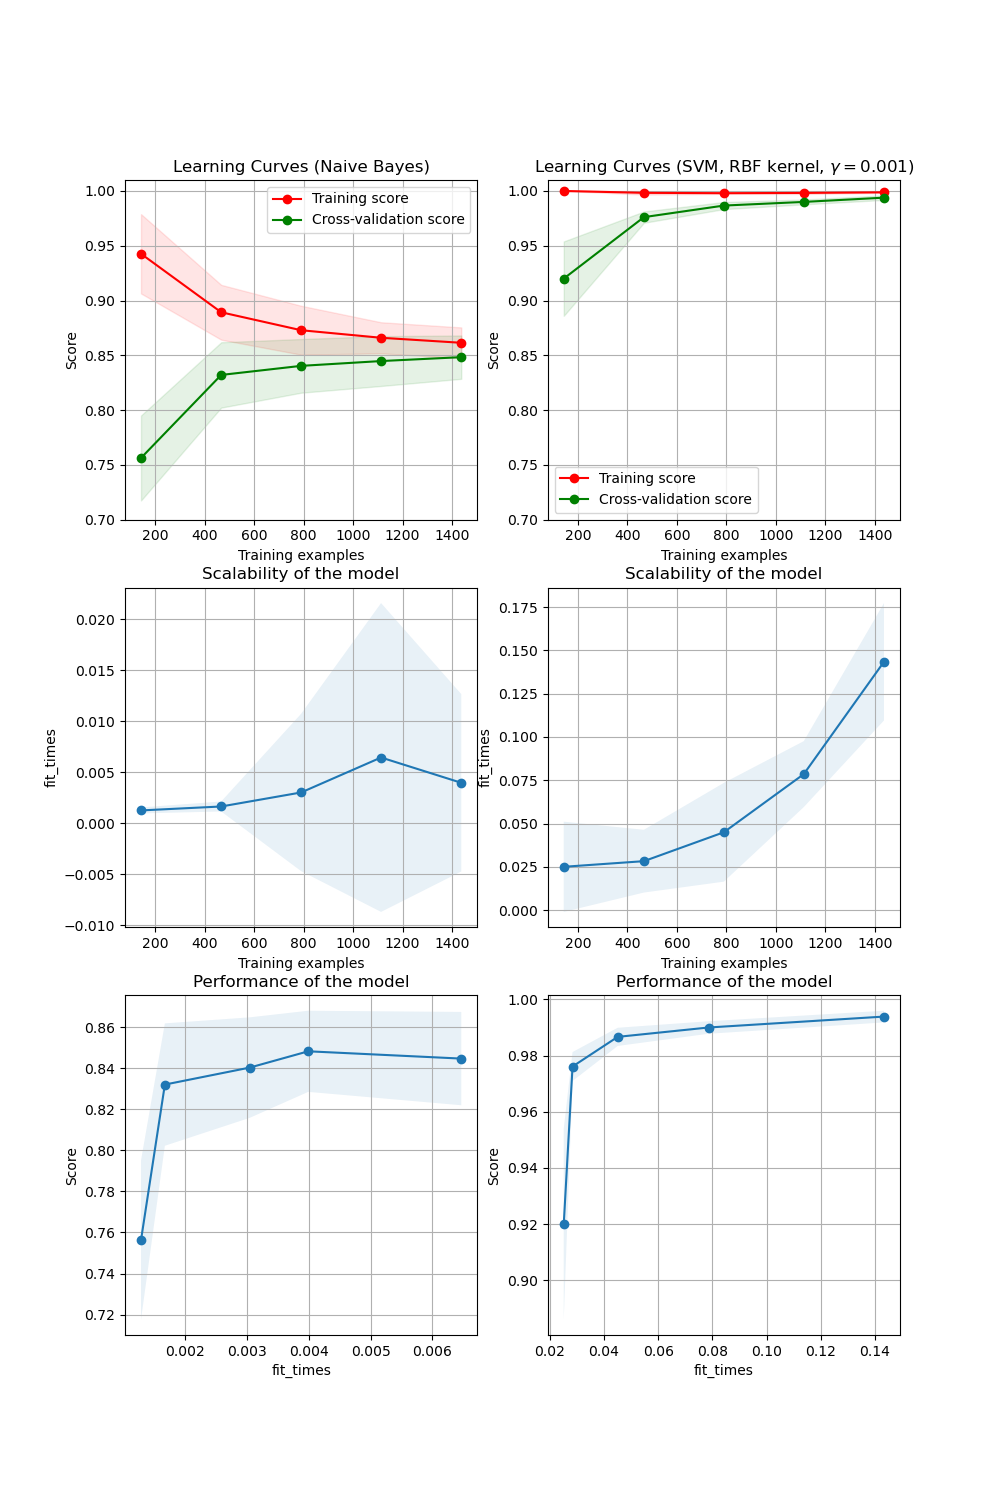 Learning Curves (Naive Bayes)
1.00
0.95
0.90
0.85
0.80
0.75
0.70
Score
Training score
Cross-validation score
200 400 600 800 1000 1200 1400
Training examples
Learning Curves (SVM, RBF kernel, γ = 0.001)
1.00
0.95
0.90
0.85
0.80
0.75
0.70
Score
Training score
Cross-validation score
200 400 600 800 1000 1200 1400
Training examples
Scalability of the model
0.020
0.015
0.010
0.005
0.000
−0.005
−0.010
fit_times
200 400 600 800 1000 1200 1400
Training examples
Scalability of the model
0.175
0.150
0.125
0.100
0.075
0.050
0.025
0.000
fit_times
200 400 600 800 1000 1200 1400
Training examples
Performance of the model
0.86
0.84
0.82
0.80
0.78
0.76
0.74
0.72
Score
0.002 0.003 0.004 0.005 0.006
fit_times
Performance of the model
1.00
0.98
0.96
0.94
0.92
0.90
Score
0.02 0.04 0.06 0.08 0.10 0.12 0.14
fit_times